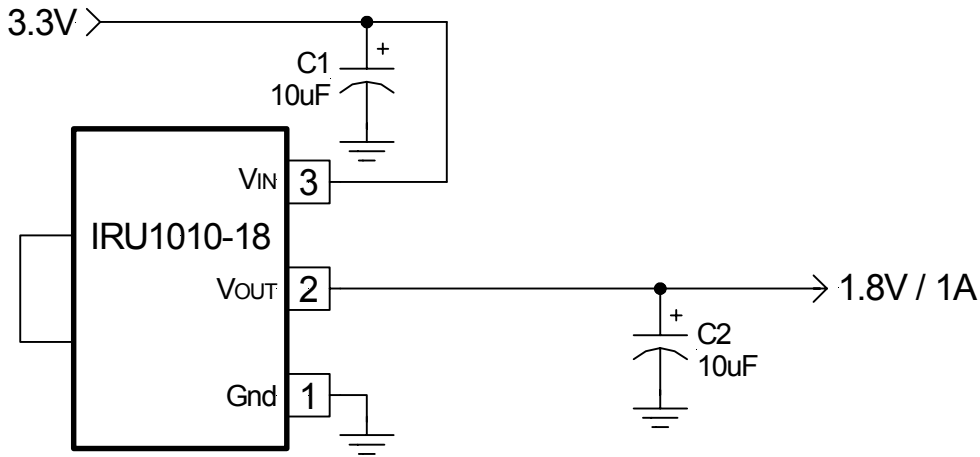 3.3V
+
C1
10uF
VIN
3
IRU1010-18
VOUT
2
1.8V / 1A
+
C2
10uF
Gnd
1